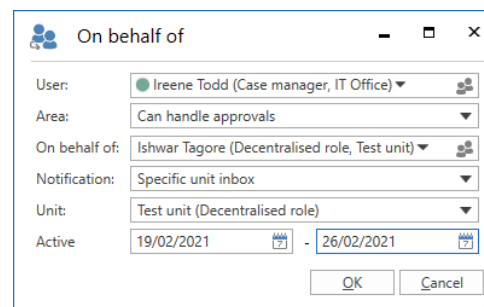 On behalf of
User: Ireene Todd (Case manager, IT Office)
Area: Can handle approvals
On behalf of: Ishwar Tagore (Decentralised role, Test unit)
Notification: Specific unit inbox
Unit: Test unit (Decentralised role)
Active 19/02/2021 - 26/02/2021
OK Cancel